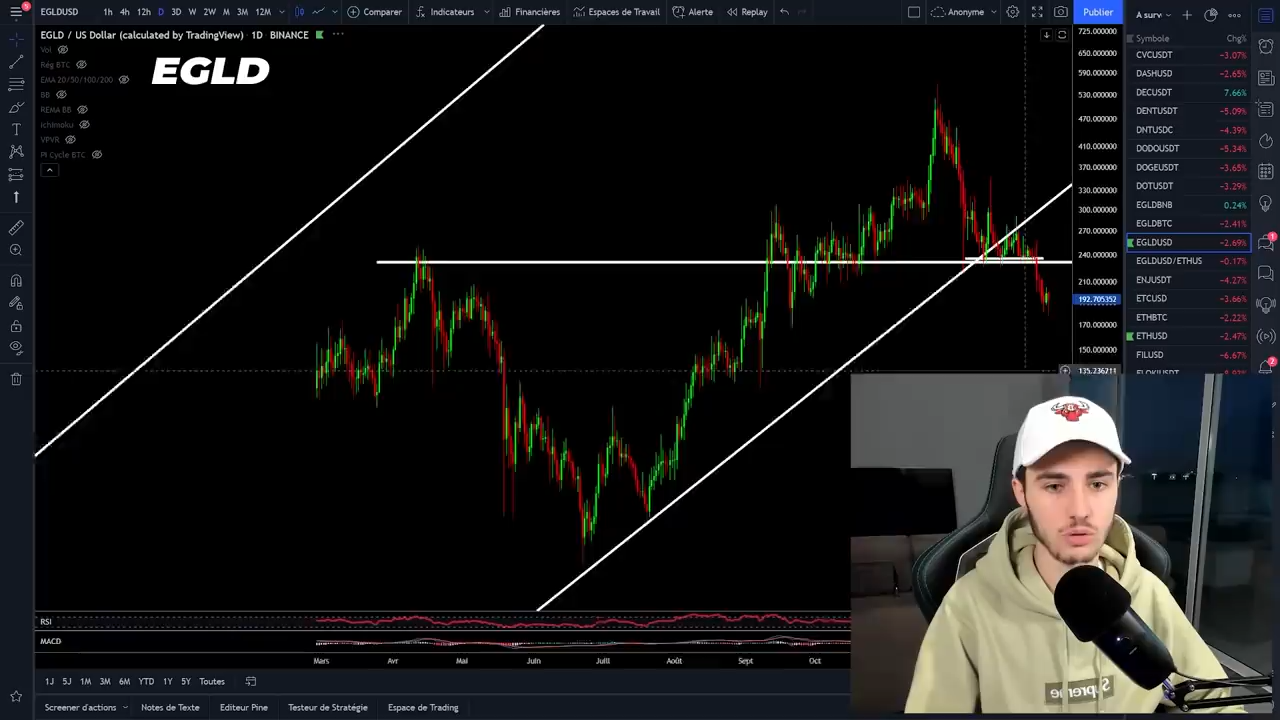 EGLDUSD 1h 4h 12h D 3D W 2W M 3M 12M Comparer Indicateurs Financières Espaces de Travail Alerte Replay Anonyme Publier
EGLD / US Dollar (calculated by TradingView) · 1D · BINANCE
Vol
Rég BTC
EMA 20/50/100/200
BB
REMA BB
Ichimoku
VPVR
Pi Cycle BTC
EGLD
725.000000
650.000000
590.000000
530.000000
470.000000
410.000000
370.000000
330.000000
300.000000
270.000000
240.000000
210.000000
192.705352
170.000000
150.000000
135.236711
A surv
Symbole Chg%
CVCUSDT -3.07%
DASHUSD -2.65%
DECUSDT 7.66%
DENTUSDT -5.09%
DNTUSDC -4.39%
DODOUSDT -5.34%
DOGEUSDT -3.65%
DOTUSDT -3.29%
EGLDBNB 0.24%
EGLDBTC -2.41%
EGLDUSD -2.69%
EGLDUSD/ETHUS -0.17%
ENJUSDT -4.27%
ETCUSD -3.66%
ETHBTC -2.22%
ETHUSD -2.47%
FILUSD -6.67%
RSI
MACD
Mars Avr Mai Juin Juill Août Sept Oct
1J 5J 1M 3M 6M YTD 1Y 5Y Toutes
Screener d'actions Notes de Texte Editeur Pine Testeur de Stratégie Espace de Trading
Supreme